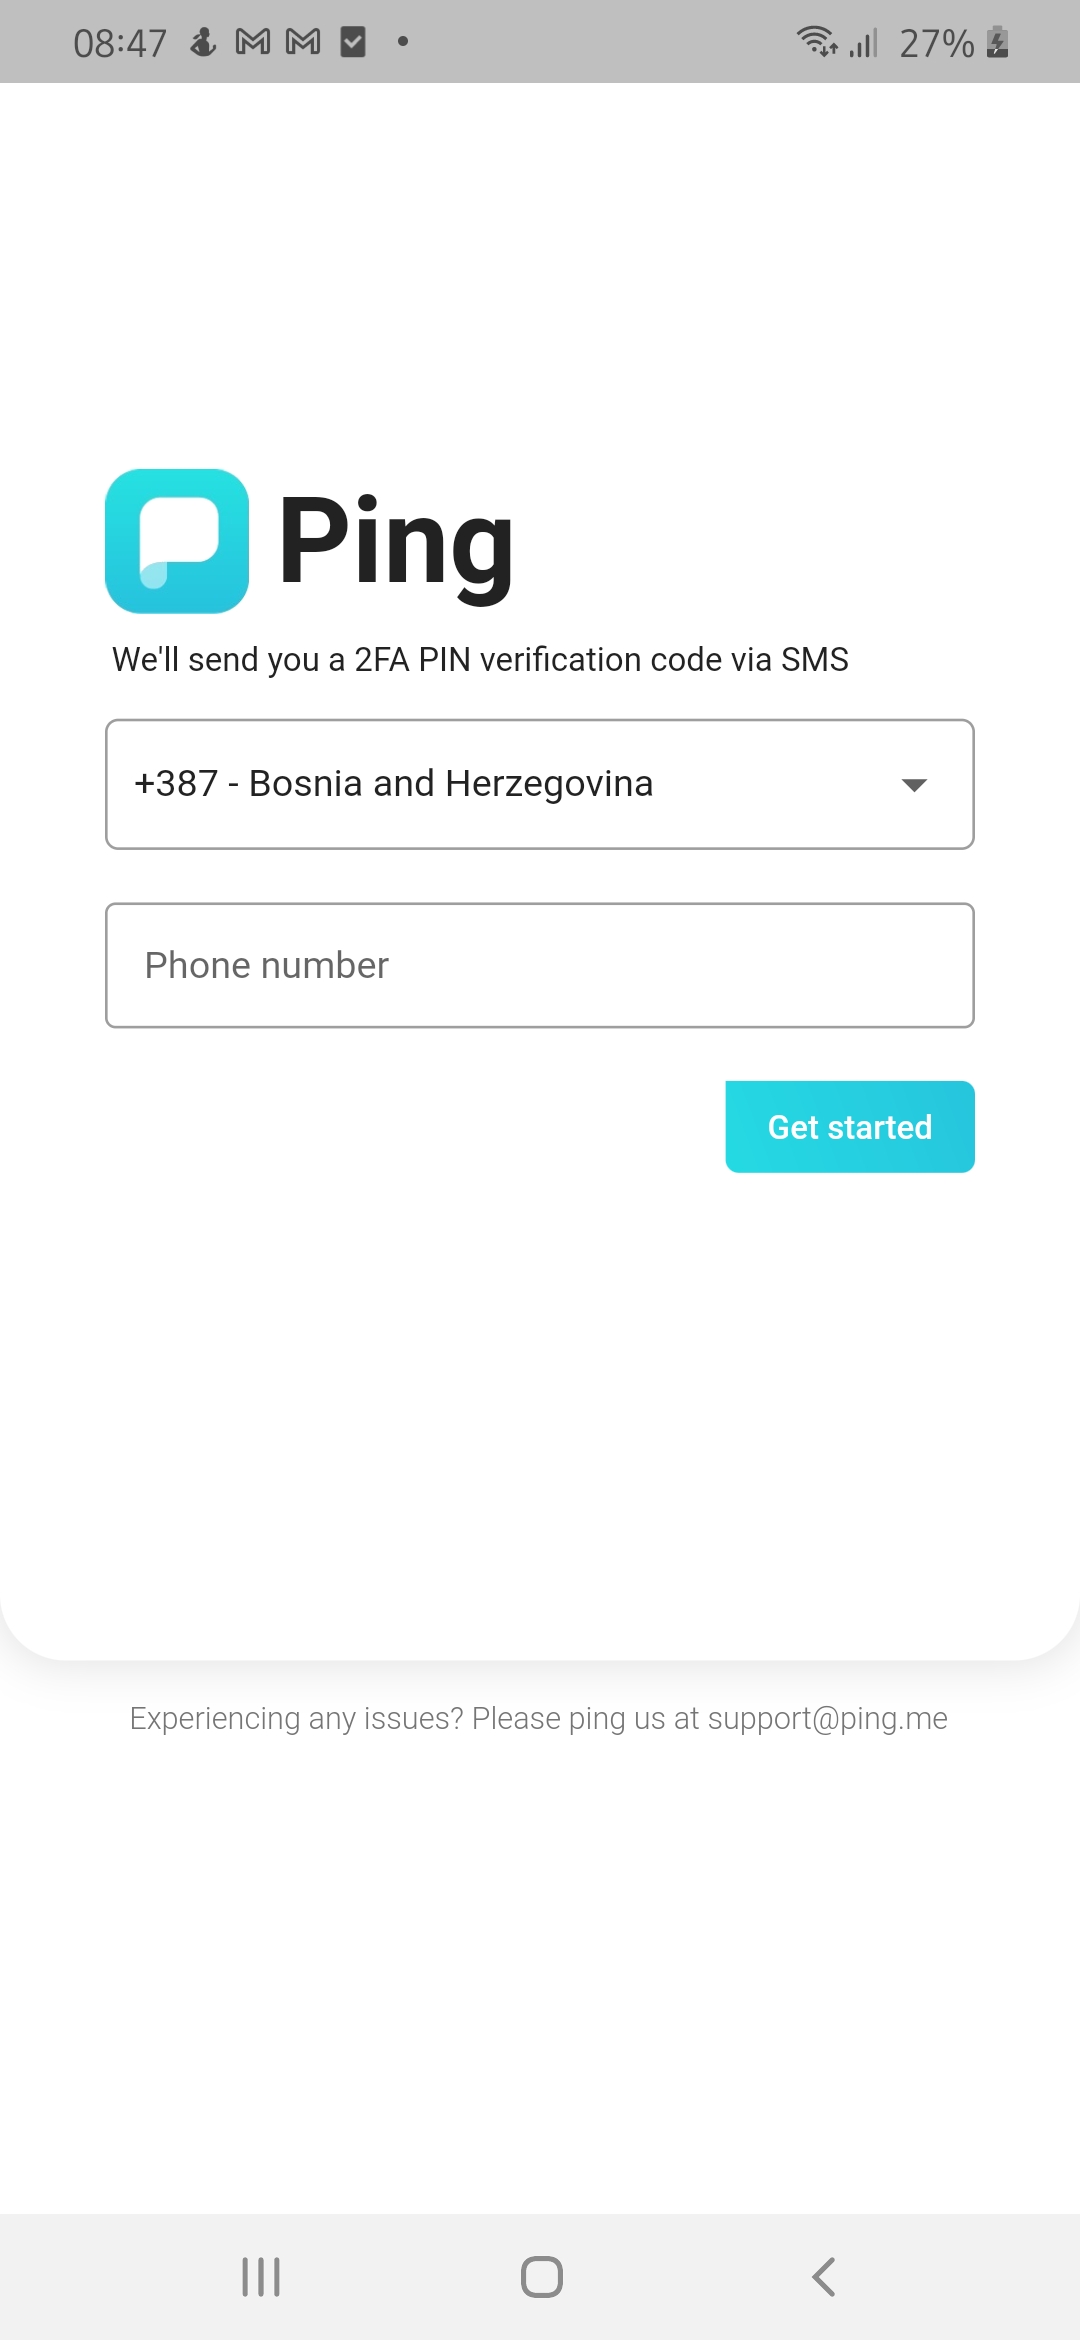 08:47
27%
Ping
We'll send you a 2FA PIN verification code via SMS
+387 - Bosnia and Herzegovina
Phone number
Get started
Experiencing any issues? Please ping us at support@ping.me